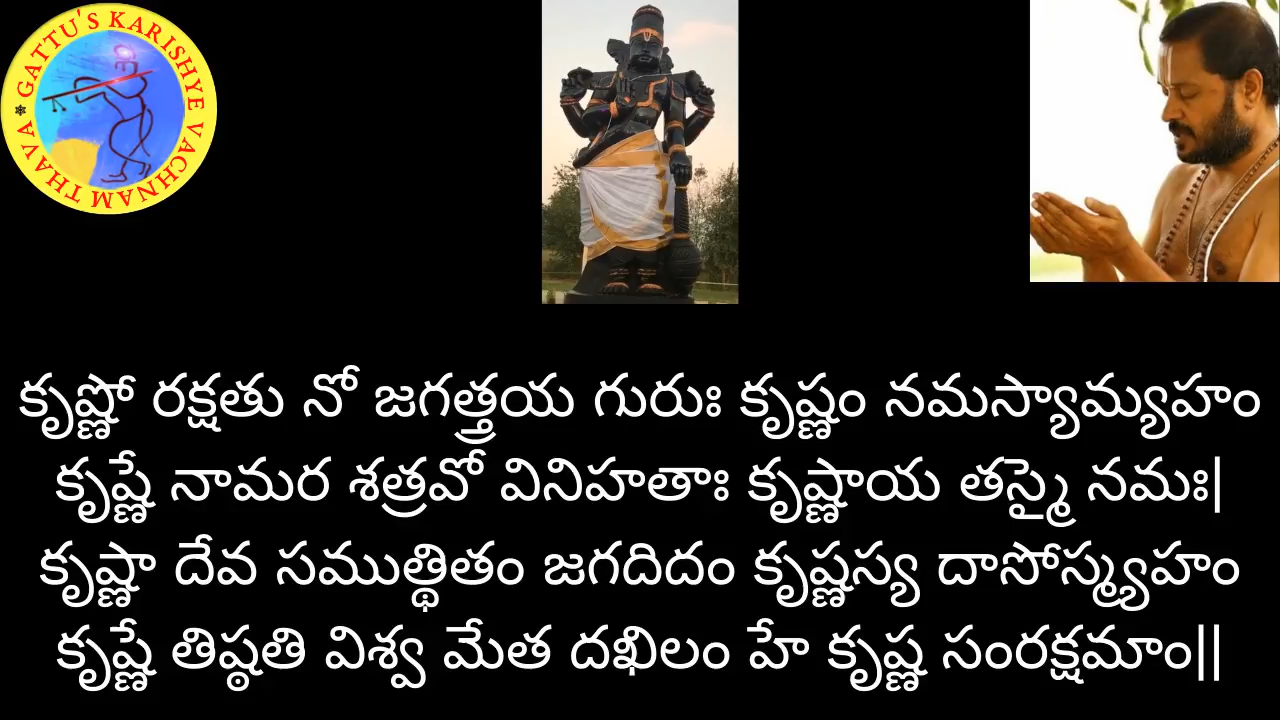 GATTU'S KARISHYE VACHNAM THAVA
కృష్ణో రక్షతు నో జగత్త్రయ గురుః కృష్ణం నమస్యామ్యహం
కృష్ణే నామర శత్రవో వినిహతాః కృష్ణాయ తస్మై నమః|
కృష్ణా దేవ సముత్థితం జగదిదం కృష్ణస్య దాసోస్మ్యహం
కృష్ణే తిష్ఠతి విశ్వ మేత దఖిలం హే కృష్ణ సంరక్షమాం||